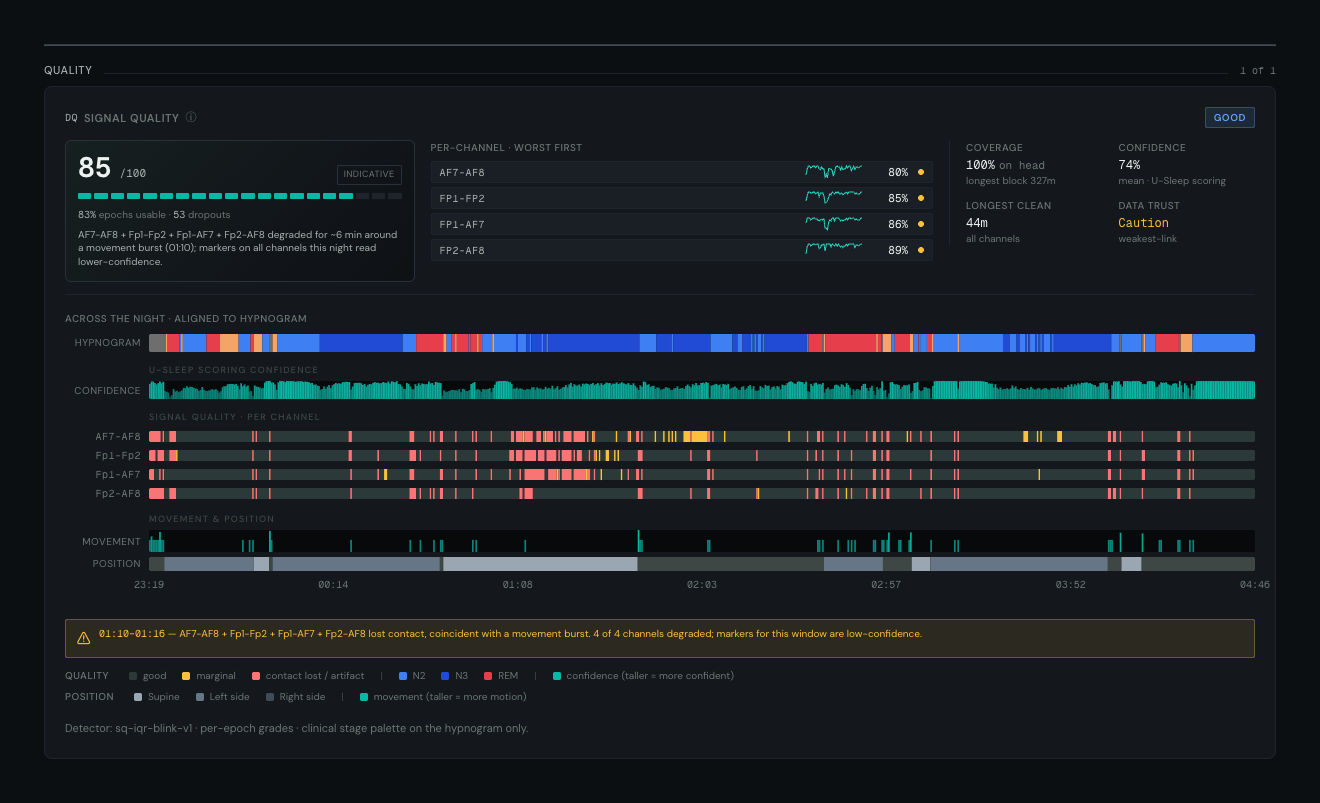 QUALITY
1 of 1
DQ SIGNAL QUALITY ⓘ
GOOD
85 /100
INDICATIVE
83% epochs usable · 53 dropouts
AF7-AF8 + Fp1-Fp2 + Fp1-AF7 + Fp2-AF8 degraded for ~6 min around
a movement burst (01:10); markers on all channels this night read
lower-confidence.
PER-CHANNEL · WORST FIRST
AF7-AF8 80%
FP1-FP2 85%
FP1-AF7 86%
FP2-AF8 89%
COVERAGE
100% on head
longest block 327m
CONFIDENCE
74%
mean · U-Sleep scoring
LONGEST CLEAN
44m
all channels
DATA TRUST
Caution
weakest-link
ACROSS THE NIGHT · ALIGNED TO HYPNOGRAM
HYPNOGRAM
U-SLEEP SCORING CONFIDENCE
CONFIDENCE
SIGNAL QUALITY · PER CHANNEL
AF7-AF8
Fp1-Fp2
Fp1-AF7
Fp2-AF8
MOVEMENT & POSITION
MOVEMENT
POSITION
23:19 00:14 01:08 02:03 02:57 03:52 04:46
01:10-01:16 — AF7-AF8 + Fp1-Fp2 + Fp1-AF7 + Fp2-AF8 lost contact, coincident with a movement burst. 4 of 4 channels degraded; markers for this window are low-confidence.
QUALITY good marginal contact lost / artifact | N2 N3 REM | confidence (taller = more confident)
POSITION Supine Left side Right side | movement (taller = more motion)
Detector: sq-iqr-blink-v1 · per-epoch grades · clinical stage palette on the hypnogram only.